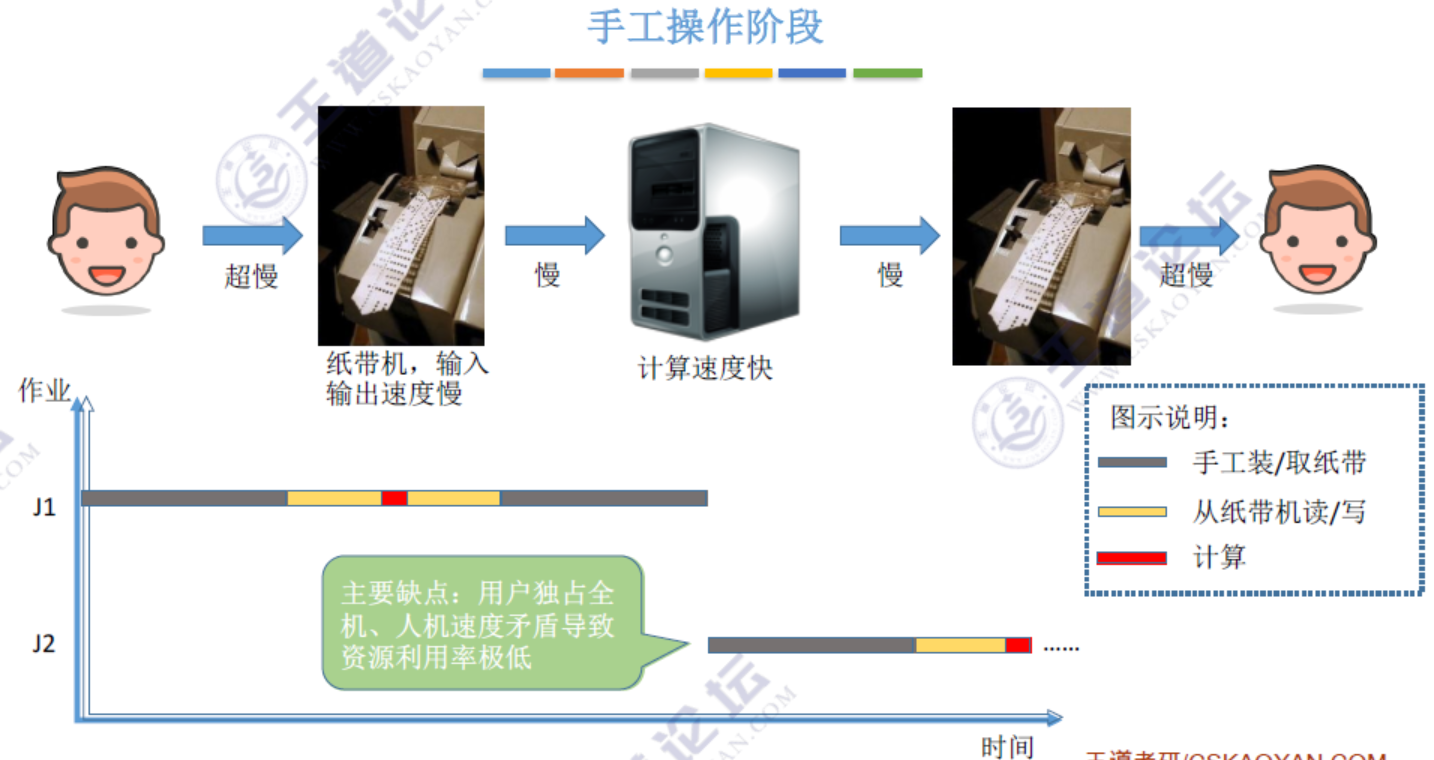 手工操作阶段
超慢
慢
慢
超慢
纸带机，输入
输出速度慢
计算速度快
作业
图示说明：
手工装/取纸带
从纸带机读/写
计算
J1
主要缺点：用户独占全
机、人机速度矛盾导致
资源利用率极低
J2
......
时间
王道考研/CSKAOYAN.COM
王道论坛
WWW.CSKAOYAN.COM